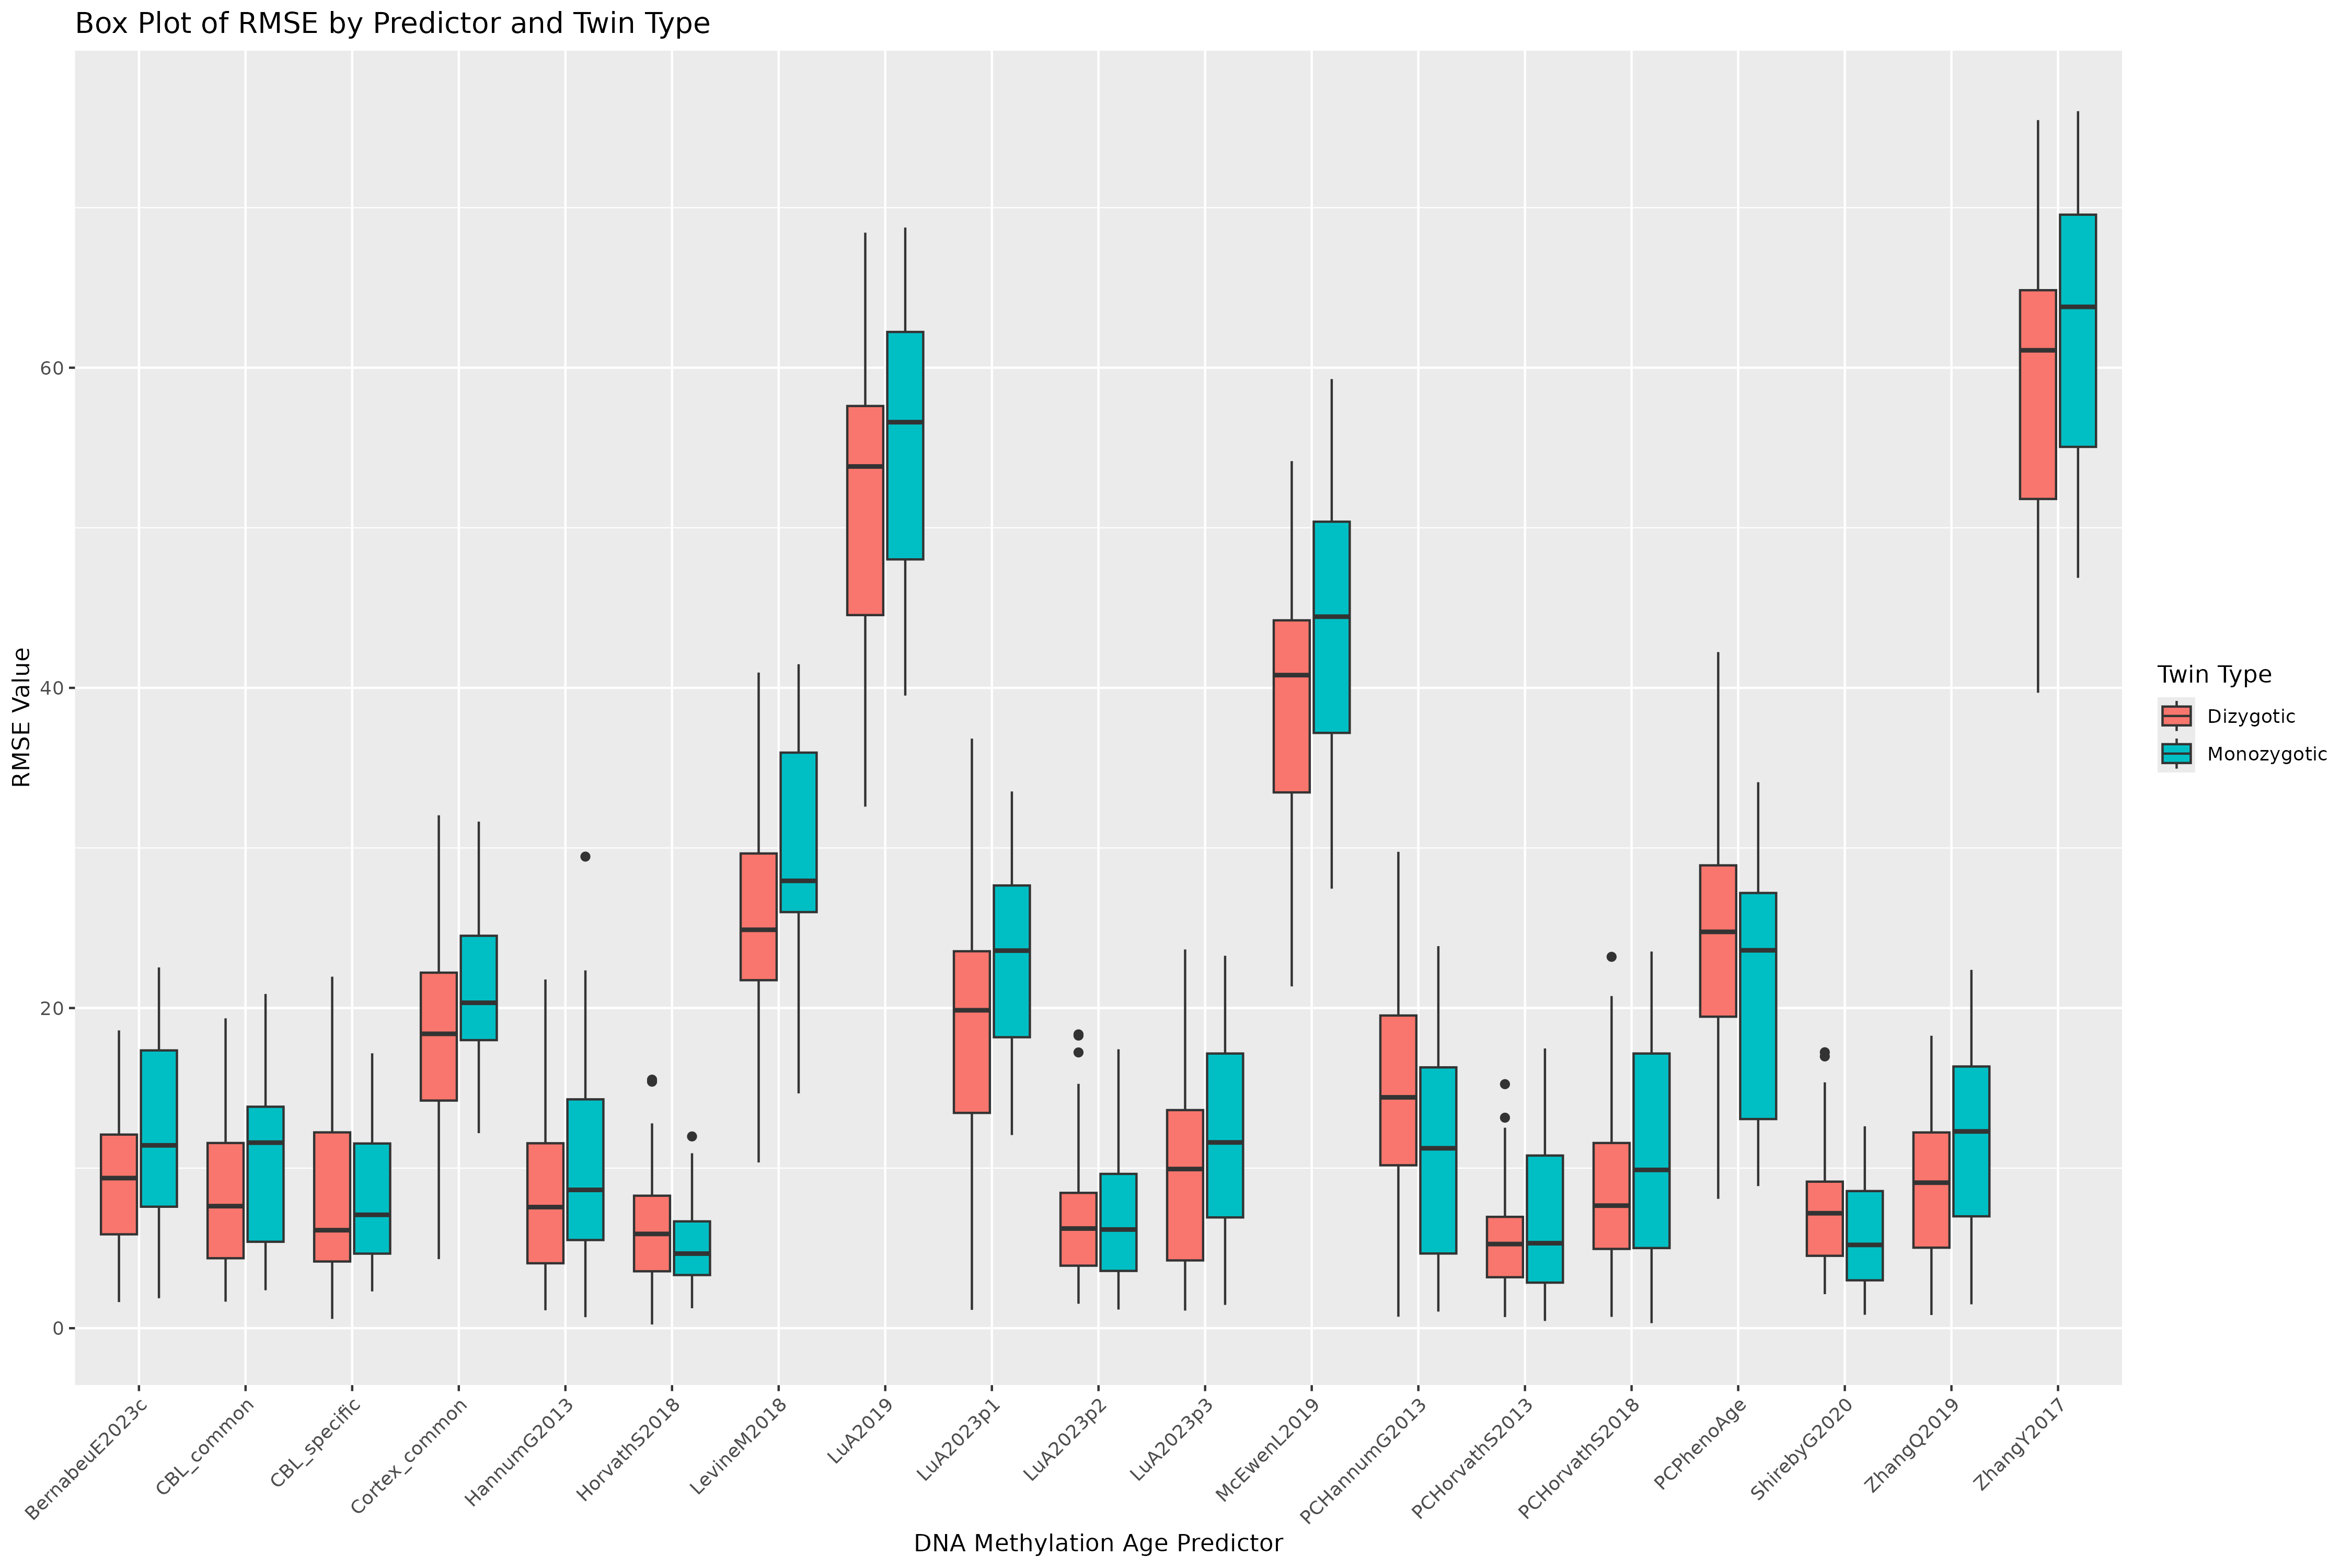 Box Plot of RMSE by Predictor and Twin Type
RMSE Value
60
40
20
0
BernabeuE2023c
CBL_common
CBL_specific
Cortex_common
HannumG2013
HorvathS2018
LevineM2018
LuA2019
LuA2023p1
LuA2023p2
LuA2023p3
McEwenL2019
PCHannumG2013
PCHorvathS2013
PCHorvathS2018
PCPhenoAge
ShirebyG2020
ZhangQ2019
ZhangY2017
DNA Methylation Age Predictor
Twin Type
Dizygotic
Monozygotic